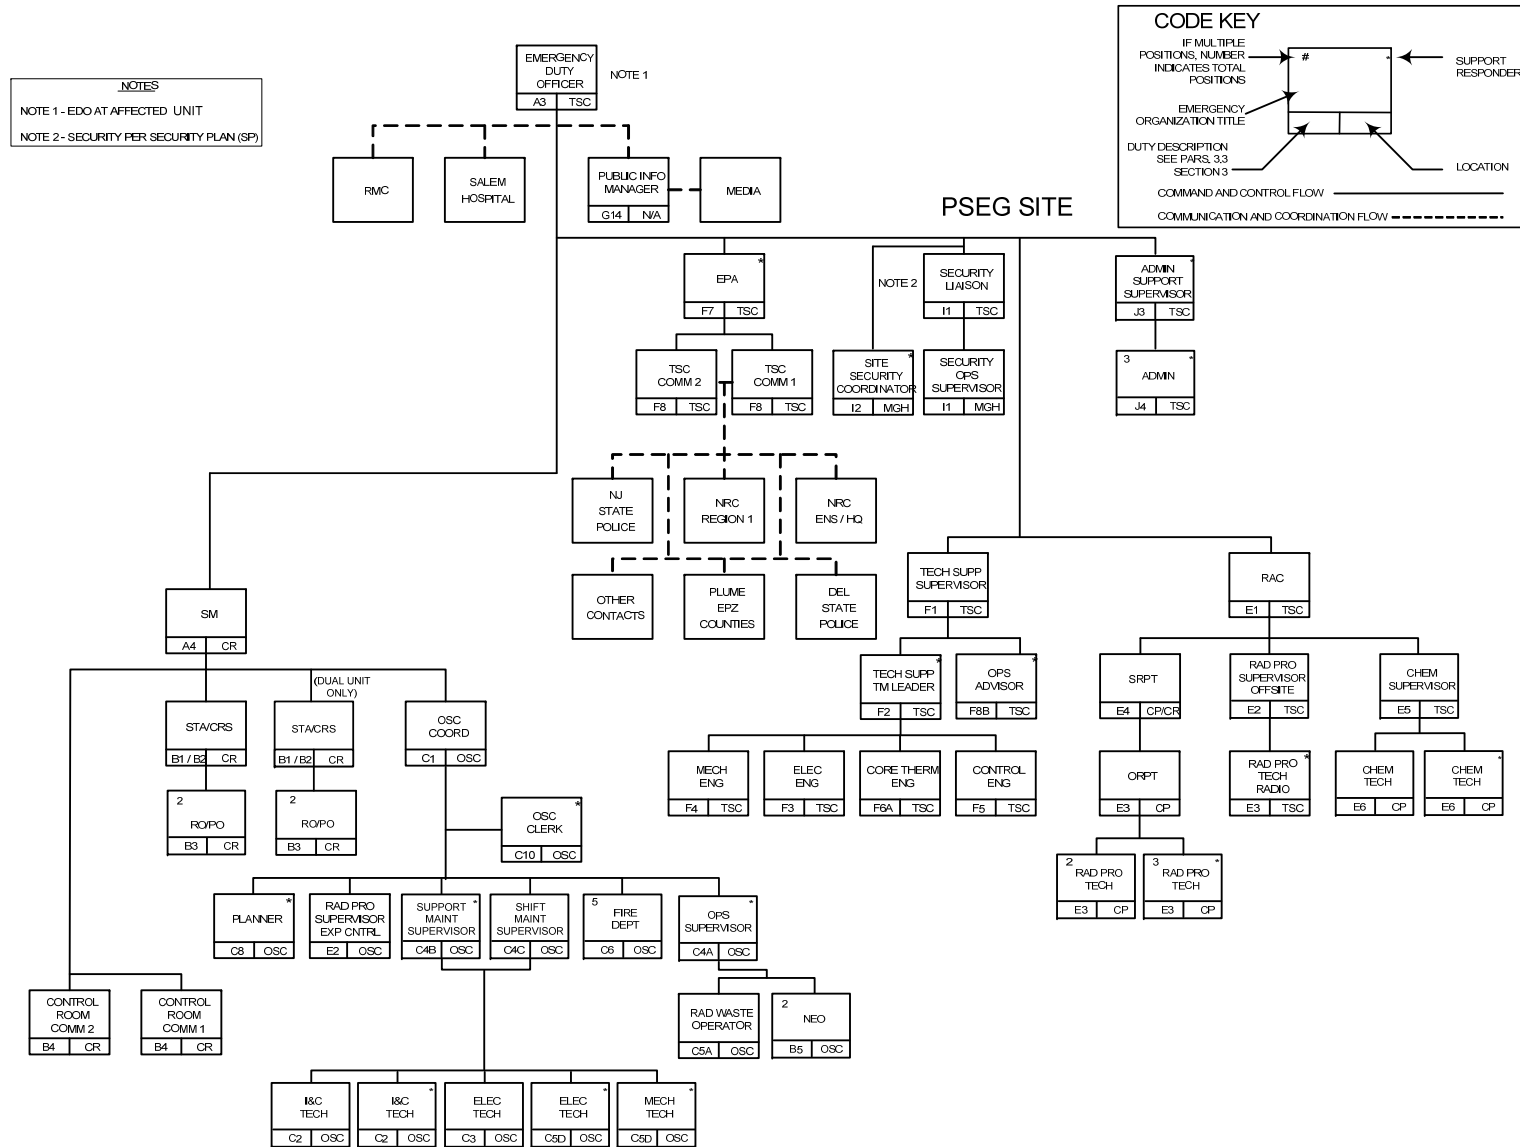 CODE KEY
IF MULTIPLE
POSITIONS, NUMBER
INDICATES TOTAL
POSITIONS
#
*
SUPPORT
RESPONDER
EMERGENCY
ORGANIZATION TITLE
DUTY DESCRIPTION
SEE PARS, 3.3
SECTION 3
LOCATION
COMMAND AND CONTROL FLOW
COMMUNICATION AND COORDINATION FLOW
NOTES
NOTE 1 - EDO AT AFFECTED UNIT
NOTE 2 - SECURITY PER SECURITY PLAN (SP)
EMERGENCY
DUTY
OFFICER
A3 TSC
NOTE 1
RMC
SALEM
HOSPITAL
PUBLIC INFO
MANAGER
G14 N/A
MEDIA
PSEG SITE
*
EPA
F7 TSC
NOTE 2
SECURITY
LIAISON
I1 TSC
*
ADMIN
SUPPORT
SUPERVISOR
J3 TSC
TSC
COMM 2
F8 TSC
TSC
COMM 1
F8 TSC
*
SITE
SECURITY
COORDINATOR
I2 MGH
SECURITY
OPS
SUPERVISOR
I1 MGH
3 *
ADMIN
J4 TSC
NJ
STATE
POLICE
NRC
REGION 1
NRC
ENS / HQ
OTHER
CONTACTS
PLUME
EPZ
COUNTIES
DEL
STATE
POLICE
TECH SUPP
SUPERVISOR
F1 TSC
RAC
E1 TSC
SM
A4 CR
*
TECH SUPP
TM LEADER
F2 TSC
*
OPS
ADVISOR
F8B TSC
SRPT
E4 CP/CR
RAD PRO
SUPERVISOR
OFFSITE
E2 TSC
CHEM
SUPERVISOR
E5 TSC
(DUAL UNIT
ONLY)
STA/CRS
B1 / B2 CR
STA/CRS
B1 / B2 CR
OSC
COORD
C1 OSC
MECH
ENG
F4 TSC
ELEC
ENG
F3 TSC
CORE THERM
ENG
F6A TSC
CONTROL
ENG
F5 TSC
ORPT
E3 CP
*
RAD PRO
TECH
RADIO
E3 TSC
CHEM
TECH
E6 CP
*
CHEM
TECH
E6 CP
2
RO/PO
B3 CR
2
RO/PO
B3 CR
*
OSC
CLERK
C10 OSC
2
RAD PRO
TECH
E3 CP
3 *
RAD PRO
TECH
E3 CP
*
PLANNER
C8 OSC
RAD PRO
SUPERVISOR
EXP CNTRL
E2 OSC
*
SUPPORT
MAINT
SUPERVISOR
C4B OSC
SHIFT
MAINT
SUPERVISOR
C4C OSC
5
FIRE
DEPT
C6 OSC
*
OPS
SUPERVISOR
C4A OSC
CONTROL
ROOM
COMM 2
B4 CR
CONTROL
ROOM
COMM 1
B4 CR
RAD WASTE
OPERATOR
C5A OSC
2
NEO
B5 OSC
I&C
TECH
C2 OSC
*
I&C
TECH
C2 OSC
ELEC
TECH
C3 OSC
*
ELEC
TECH
C5D OSC
*
MECH
TECH
C5D OSC